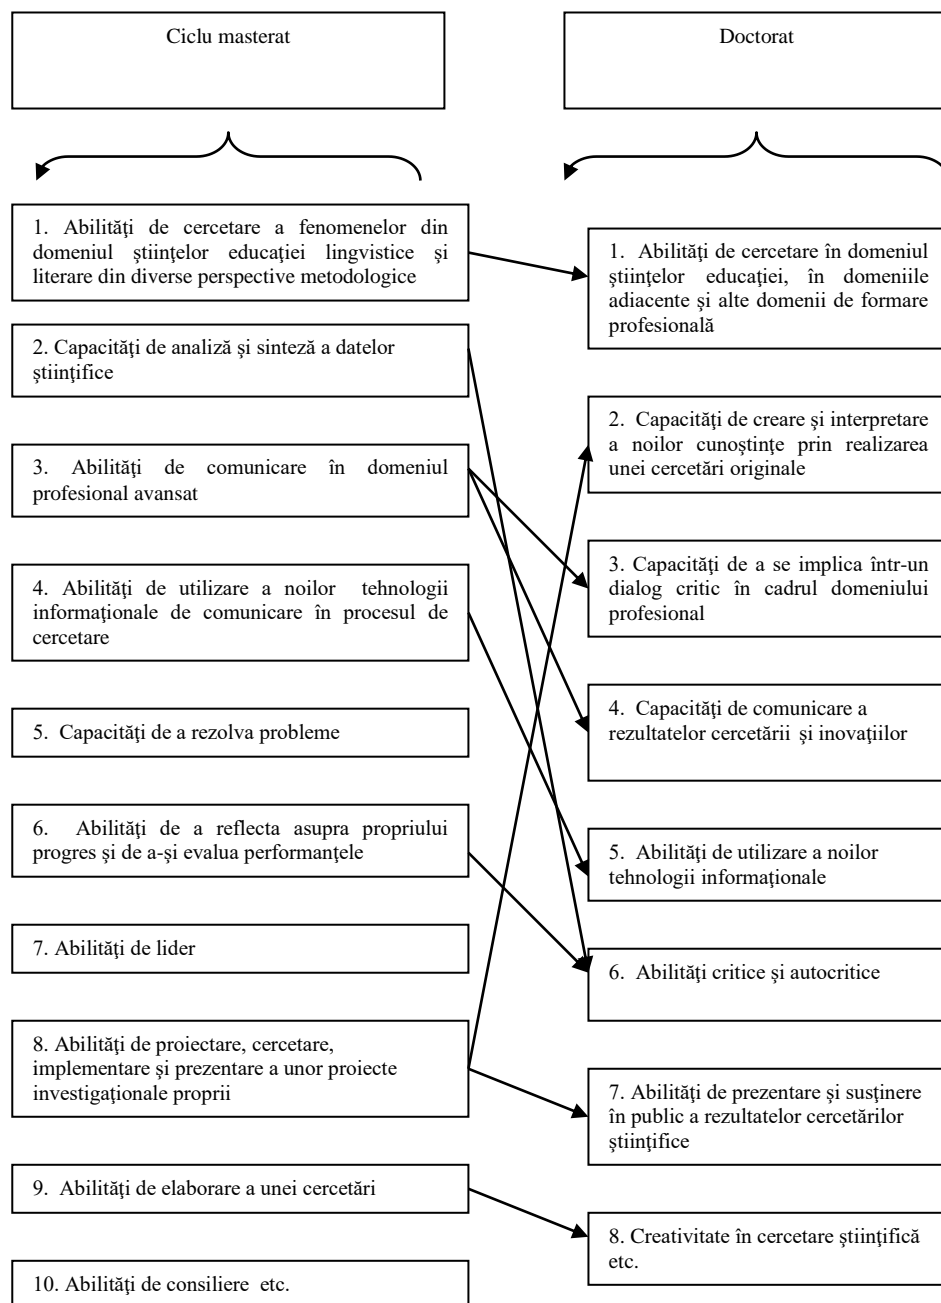 Ciclu masterat
Doctorat
1. Abilităţi de cercetare a fenomenelor din
domeniul ştiinţelor educaţiei lingvistice şi
literare din diverse perspective metodologice
2. Capacităţi de analiză şi sinteză a datelor
ştiinţifice
3. Abilităţi de comunicare în domeniul
profesional avansat
4. Abilităţi de utilizare a noilor tehnologii
informaţionale de comunicare în procesul de
cercetare
5. Capacităţi de a rezolva probleme
6. Abilităţi de a reflecta asupra propriului
progres şi de a-şi evalua performanţele
7. Abilităţi de lider
8. Abilităţi de proiectare, cercetare,
implementare şi prezentare a unor proiecte
investigaţionale proprii
9. Abilităţi de elaborare a unei cercetări
10. Abilităţi de consiliere etc.
1. Abilităţi de cercetare în domeniul
ştiinţelor educaţiei, în domeniile
adiacente şi alte domenii de formare
profesională
2. Capacităţi de creare şi interpretare
a noilor cunoştinţe prin realizarea
unei cercetări originale
3. Capacităţi de a se implica într-un
dialog critic în cadrul domeniului
profesional
4. Capacităţi de comunicare a
rezultatelor cercetării şi inovaţiilor
5. Abilităţi de utilizare a noilor
tehnologii informaţionale
6. Abilităţi critice şi autocritice
7. Abilităţi de prezentare şi susţinere
în public a rezultatelor cercetărilor
ştiinţifice
8. Creativitate în cercetare ştiinţifică
etc.